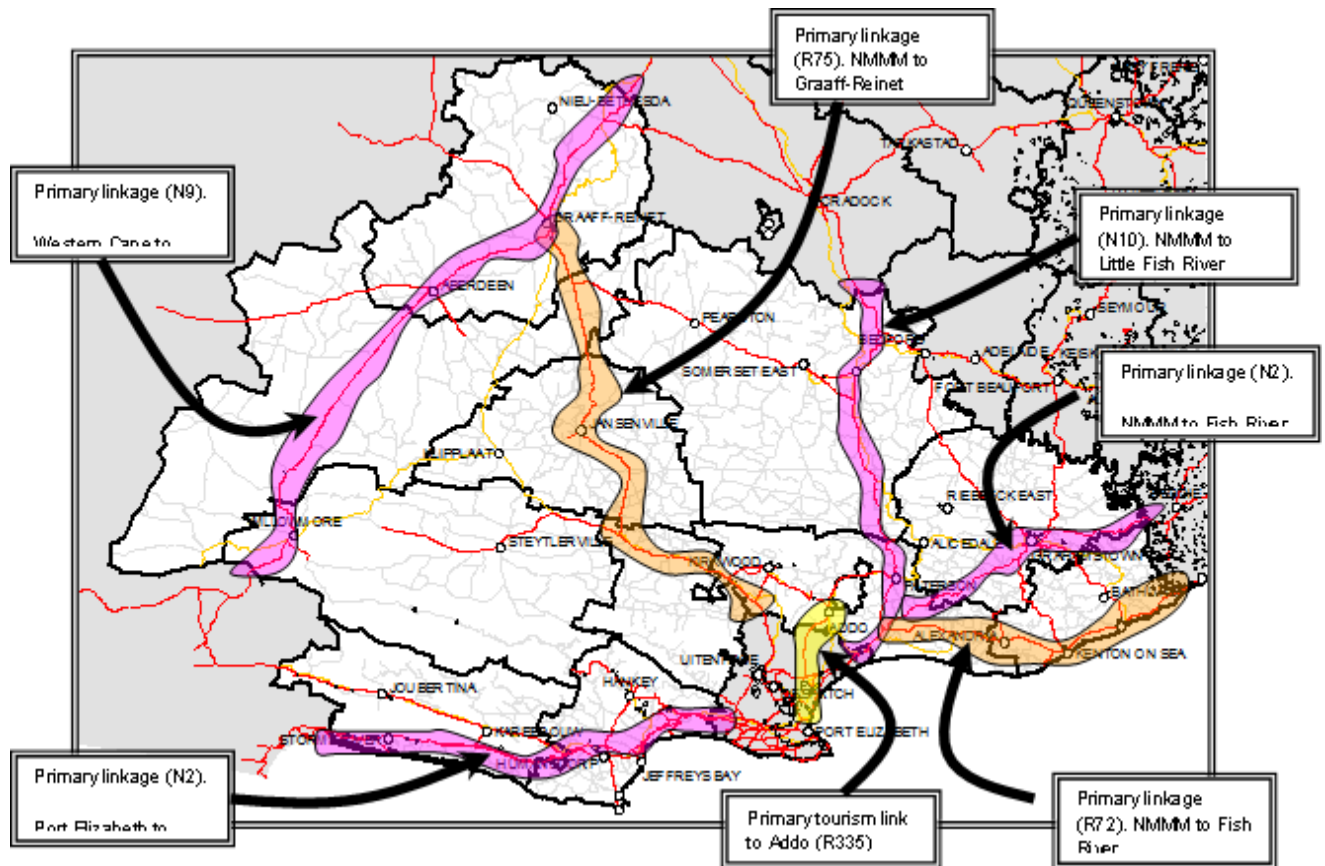 Primary linkage
(R75). NMMM to
Graaff-Reinet
NIEU-BETHESDA
TARKASTAD
Primary linkage (N9).
Western Cape to
CRADOCK
Primary linkage
(N10). NMMM to
Little Fish River
GRAAFF-REINET
ABERDEEN
PEARSTON
SEYMOUR
BEDFORD
ADELAIDE
SOMERSET EAST
FORT BEAUFORT
Primary linkage (N2).
NMMM to Fish River
JANSENVILLE
KLIPPLAAT
RIEBEECK EAST
WILLOWMORE
STEYTLERVILLE
ALICEDALE
GRAHAMSTOWN
KIRKWOOD
PATERSON
ADDO
ALEXANDRIA
KENTON ON SEA
UITENHAGE
JOUBERTINA
HANKEY
KAREEDOUW
PORT ELIZABETH
HUMANSDORP
JEFFREYS BAY
Primary linkage (N2).
Port Elizabeth to
Primary tourism link
to Addo (R335)
Primary linkage
(R72). NMMM to Fish
River